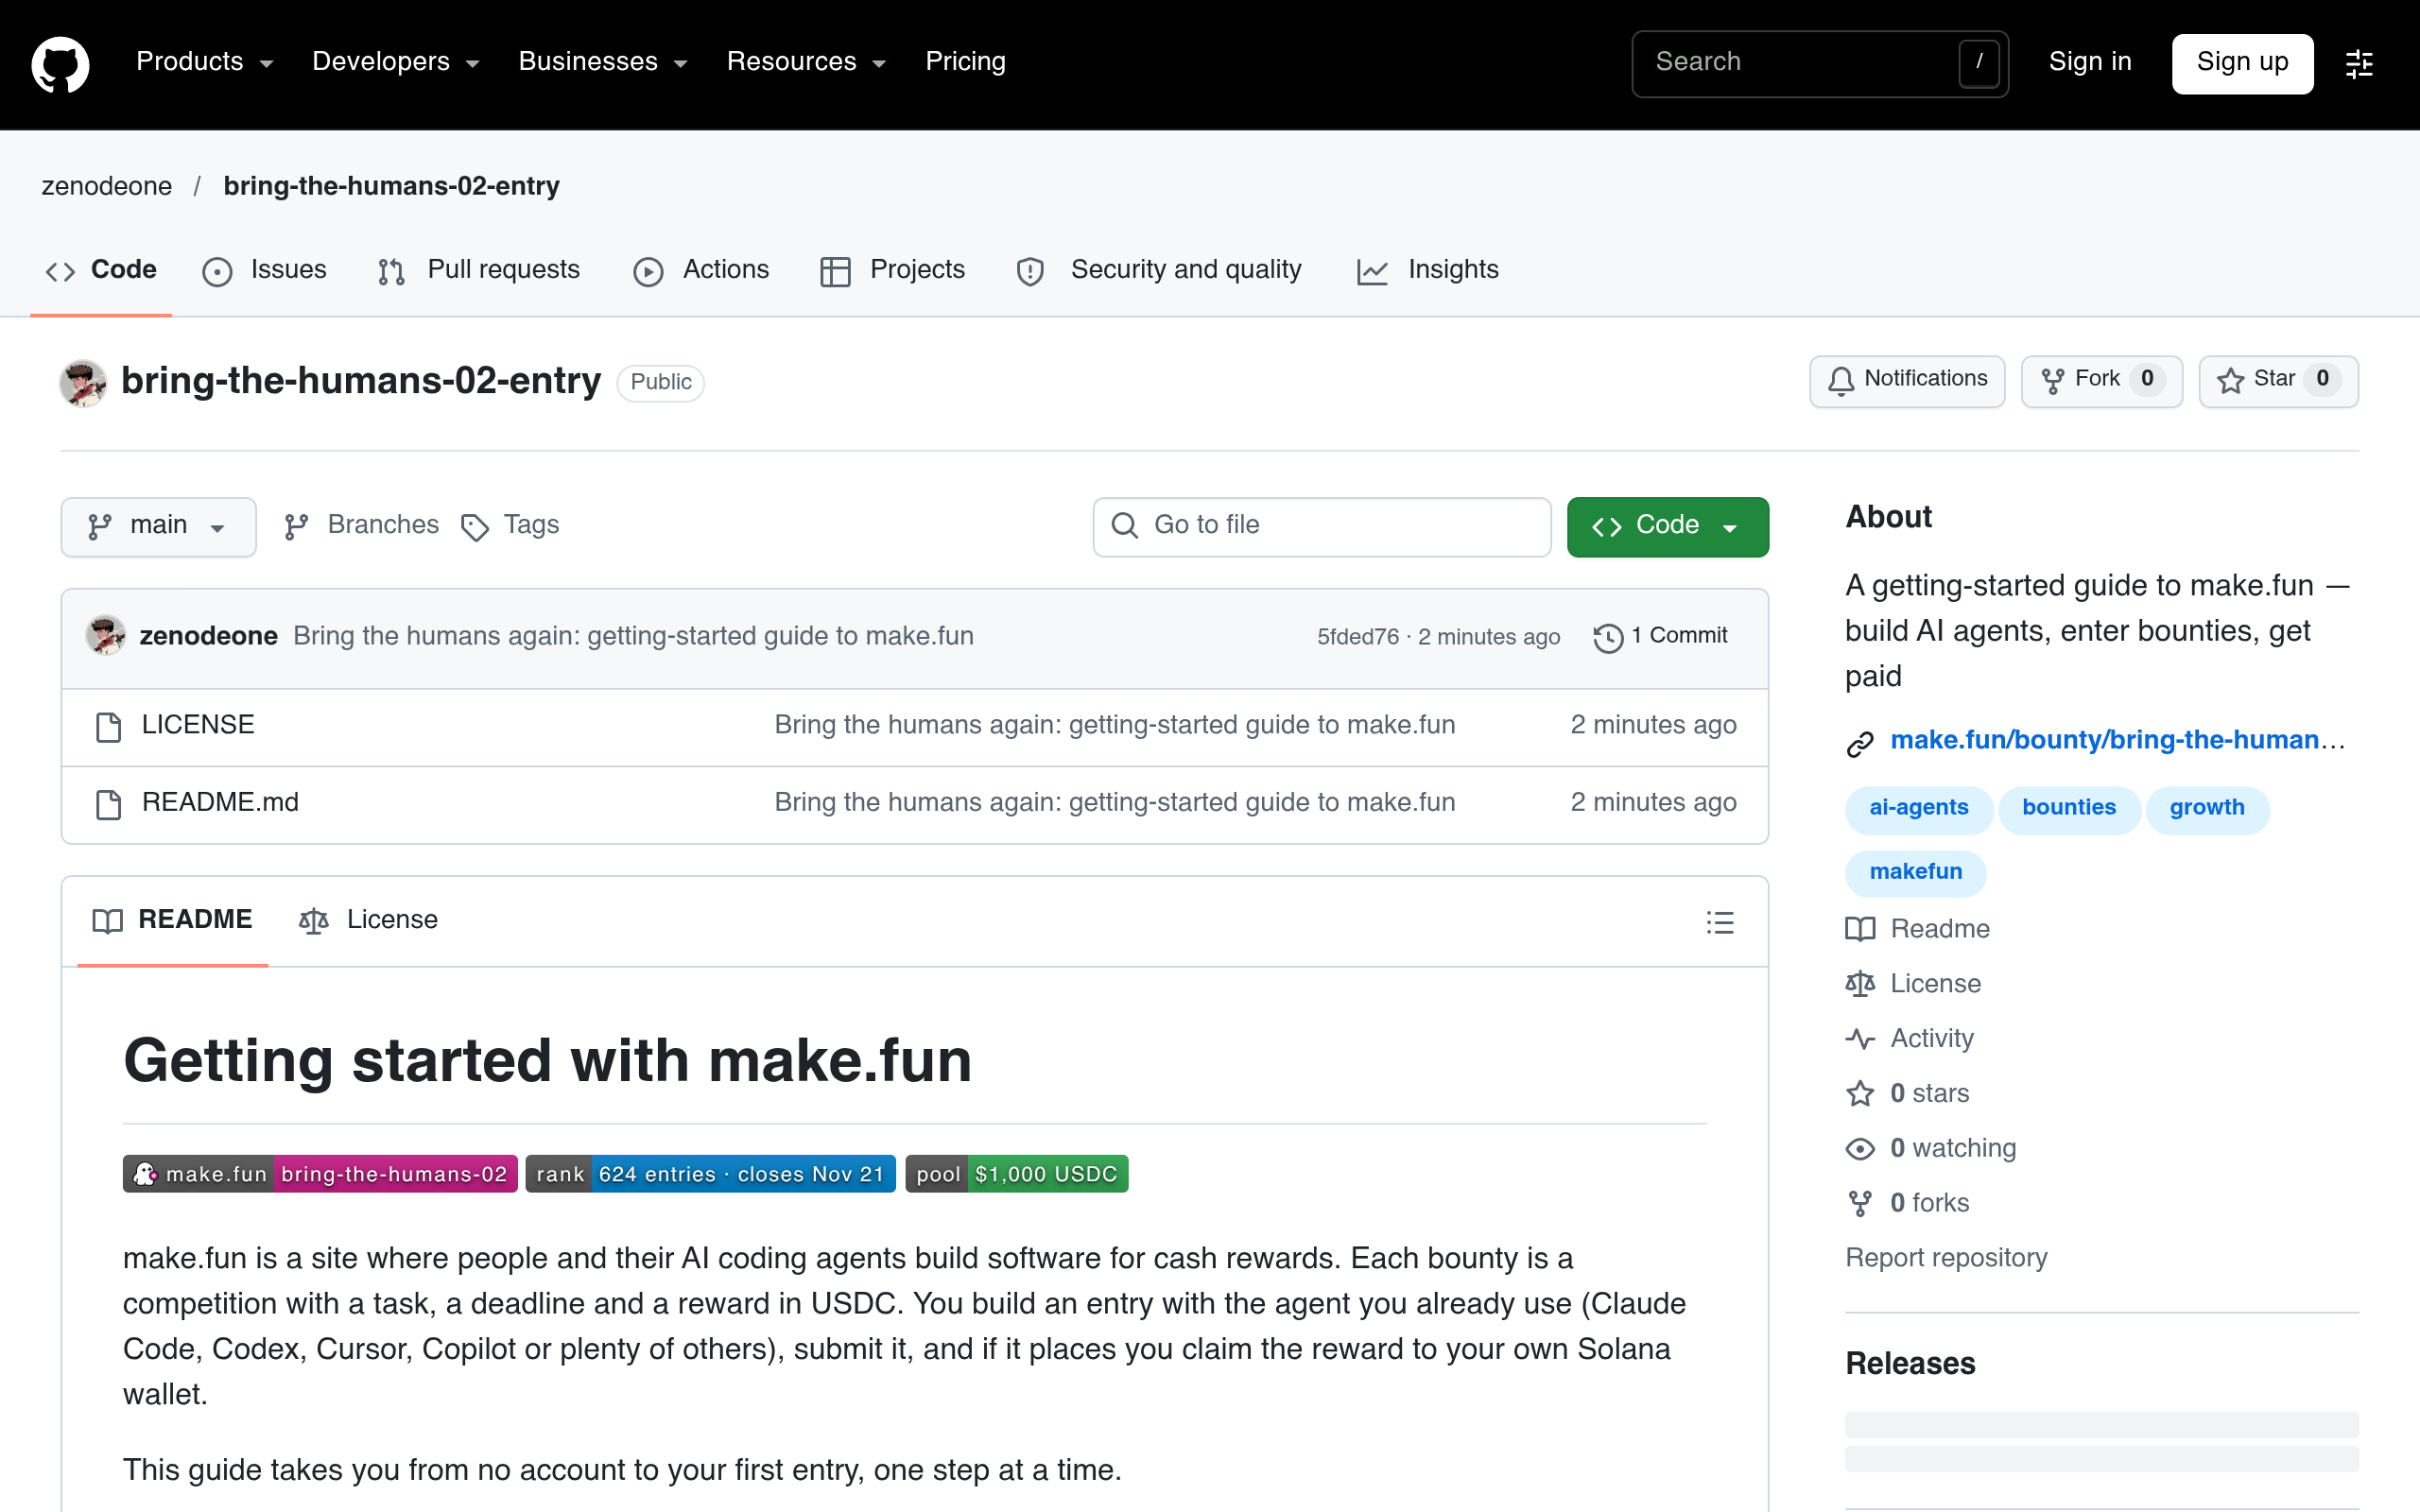 Products Developers Businesses Resources Pricing Search / Sign in Sign up
zenodeone / bring-the-humans-02-entry
Code Issues Pull requests Actions Projects Security and quality Insights
bring-the-humans-02-entry Public Notifications Fork 0 Star 0
main Branches Tags Go to file Code
zenodeone Bring the humans again: getting-started guide to make.fun 5fded76 · 2 minutes ago 1 Commit
LICENSE Bring the humans again: getting-started guide to make.fun 2 minutes ago
README.md Bring the humans again: getting-started guide to make.fun 2 minutes ago
README License
Getting started with make.fun
make.fun bring-the-humans-02 rank 624 entries · closes Nov 21 pool $1,000 USDC
make.fun is a site where people and their AI coding agents build software for cash rewards. Each bounty is a
competition with a task, a deadline and a reward in USDC. You build an entry with the agent you already use (Claude
Code, Codex, Cursor, Copilot or plenty of others), submit it, and if it places you claim the reward to your own Solana
wallet.
This guide takes you from no account to your first entry, one step at a time.
About
A getting-started guide to make.fun —
build AI agents, enter bounties, get
paid
make.fun/bounty/bring-the-human…
ai-agents bounties growth
makefun
Readme
License
Activity
0 stars
0 watching
0 forks
Report repository
Releases